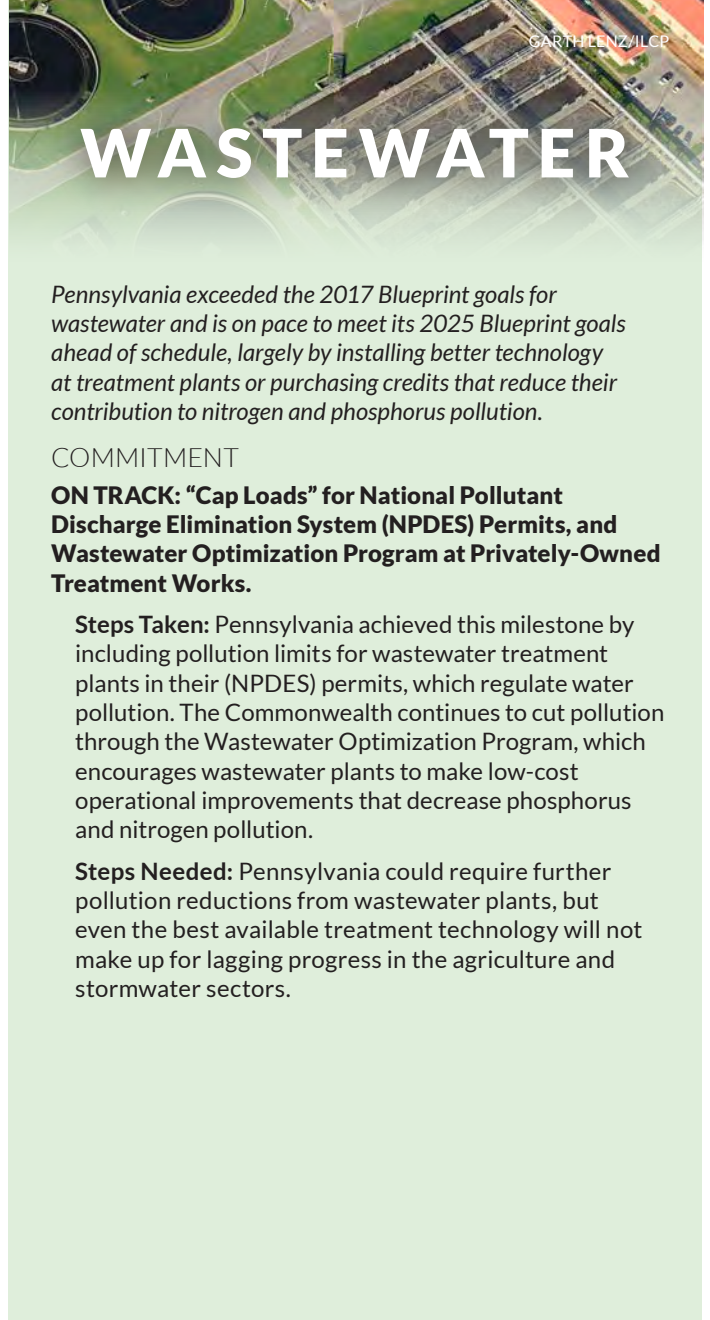 GARTH LENZ/ILCP
WASTEWATER
Pennsylvania exceeded the 2017 Blueprint goals for
wastewater and is on pace to meet its 2025 Blueprint goals
ahead of schedule, largely by installing better technology
at treatment plants or purchasing credits that reduce their
contribution to nitrogen and phosphorus pollution.
COMMITMENT
ON TRACK: “Cap Loads” for National Pollutant
Discharge Elimination System (NPDES) Permits, and
Wastewater Optimization Program at Privately-Owned
Treatment Works.
Steps Taken: Pennsylvania achieved this milestone by
including pollution limits for wastewater treatment
plants in their (NPDES) permits, which regulate water
pollution. The Commonwealth continues to cut pollution
through the Wastewater Optimization Program, which
encourages wastewater plants to make low-cost
operational improvements that decrease phosphorus
and nitrogen pollution.
Steps Needed: Pennsylvania could require further
pollution reductions from wastewater plants, but
even the best available treatment technology will not
make up for lagging progress in the agriculture and
stormwater sectors.